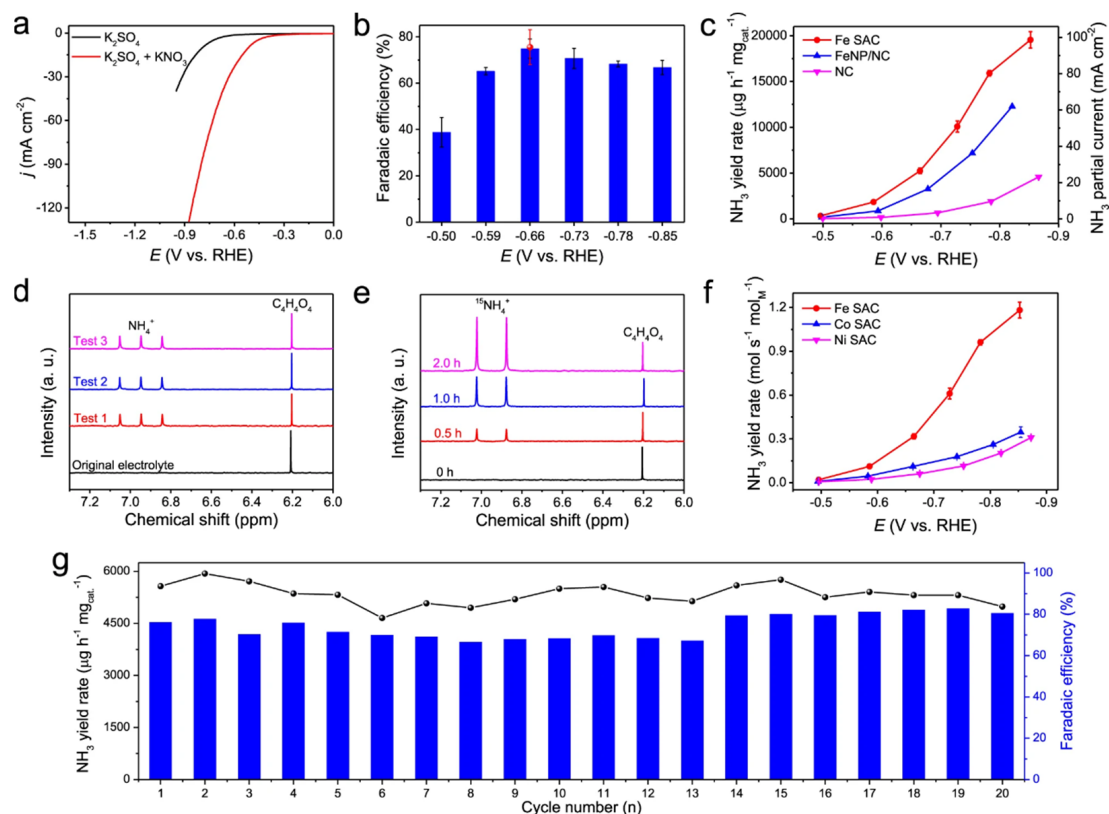 a
K₂SO₄
K₂SO₄ + KNO₃
j (mA cm⁻²)
0
-30
-60
-90
-120
-1.5 -1.2 -0.9 -0.6 -0.3 0.0
E (V vs. RHE)
b
Faradaic efficiency (%)
80
60
40
20
0
-0.50 -0.59 -0.66 -0.73 -0.78 -0.85
E (V vs. RHE)
c
Fe SAC
FeNP/NC
NC
NH₃ yield rate (μg h⁻¹ mg_cat.⁻¹)
20000
15000
10000
5000
0
NH₃ partial current (mA cm⁻²)
100
80
60
40
20
0
-0.5 -0.6 -0.7 -0.8 -0.9
E (V vs. RHE)
d
Intensity (a. u.)
NH₄⁺
C₄H₄O₄
Test 3
Test 2
Test 1
Original electrolyte
7.2 7.0 6.8 6.6 6.4 6.2 6.0
Chemical shift (ppm)
e
Intensity (a. u.)
¹⁵NH₄⁺
C₄H₄O₄
2.0 h
1.0 h
0.5 h
0 h
7.2 7.0 6.8 6.6 6.4 6.2 6.0
Chemical shift (ppm)
f
Fe SAC
Co SAC
Ni SAC
NH₃ yield rate (mol s⁻¹ mol_M⁻¹)
1.2
0.9
0.6
0.3
0.0
-0.5 -0.6 -0.7 -0.8 -0.9
E (V vs. RHE)
g
NH₃ yield rate (μg h⁻¹ mg_cat.⁻¹)
6000
4500
3000
1500
0
Faradaic efficiency (%)
100
80
60
40
20
0
1 2 3 4 5 6 7 8 9 10 11 12 13 14 15 16 17 18 19 20
Cycle number (n)